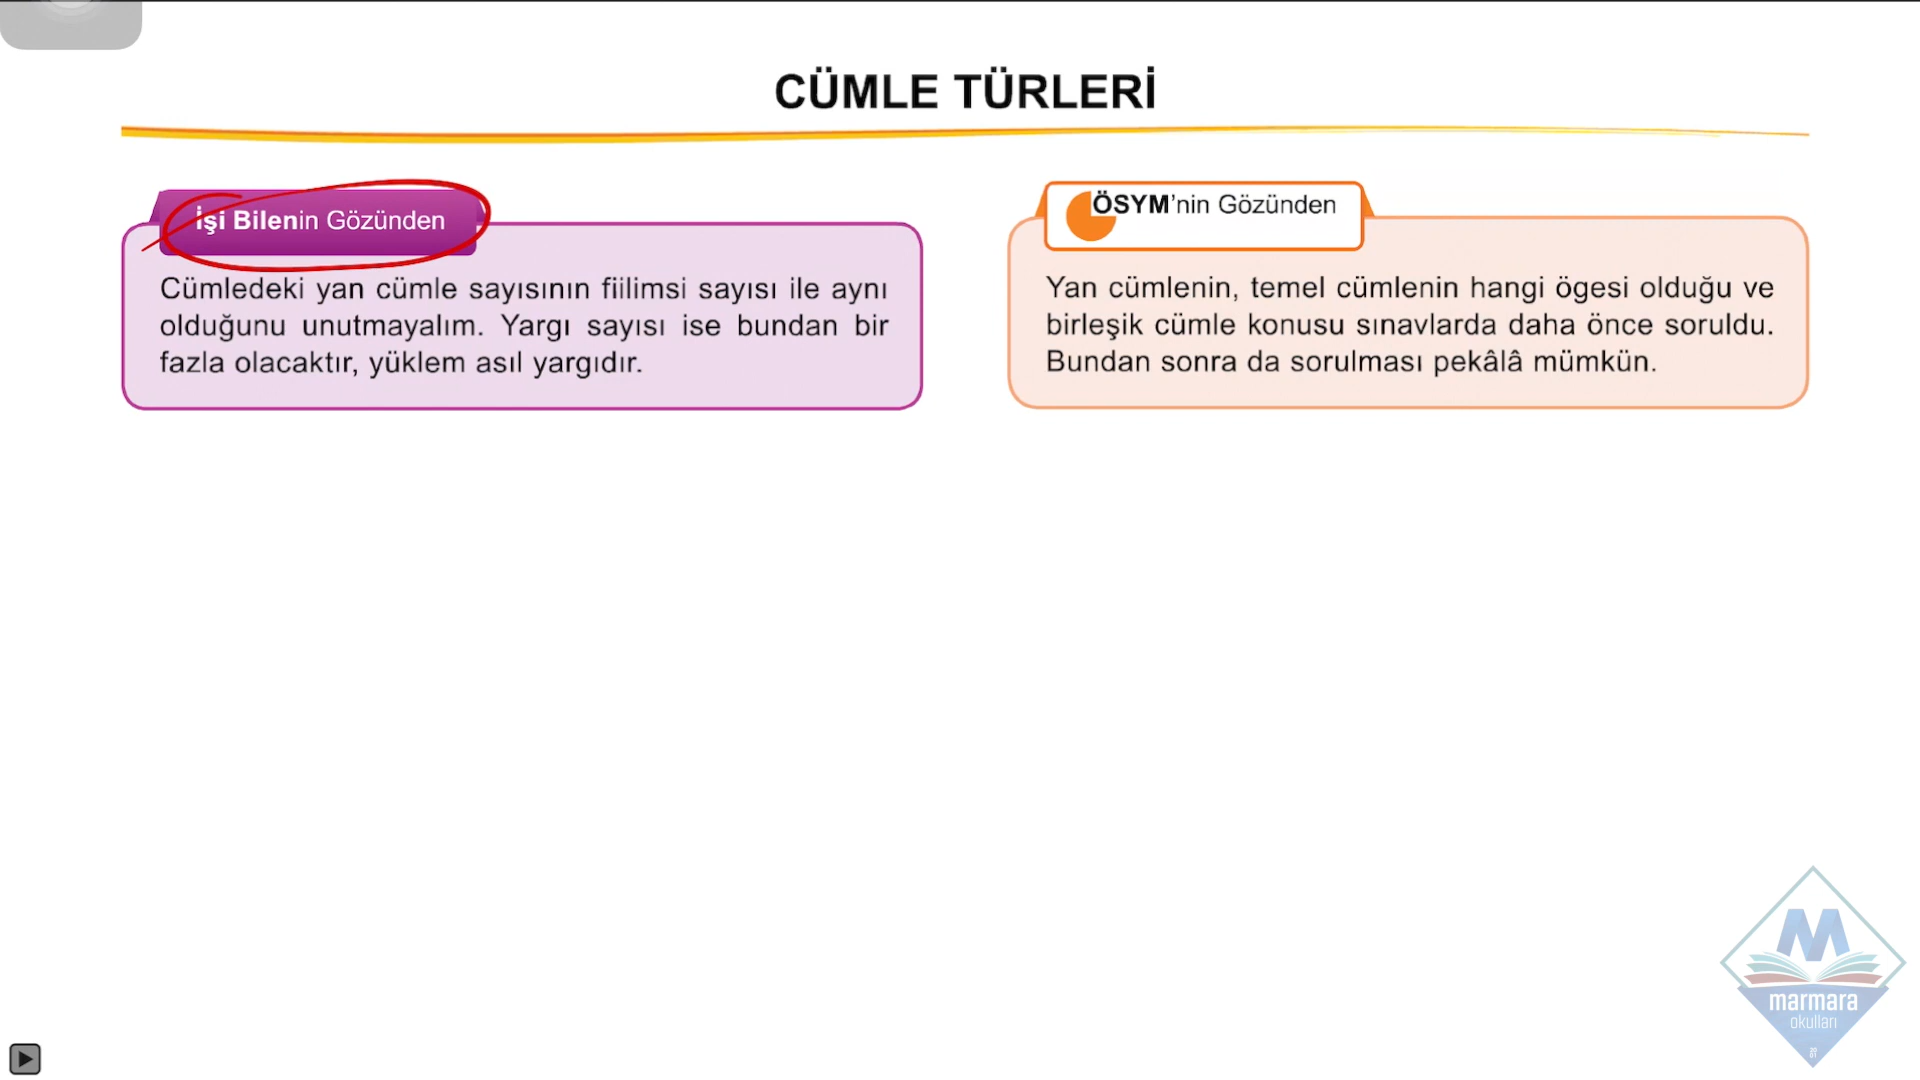 CÜMLE TÜRLERİ
İşi Bilenin Gözünden
Cümledeki yan cümle sayısının fiilimsi sayısı ile aynı
olduğunu unutmayalım. Yargı sayısı ise bundan bir
fazla olacaktır, yüklem asıl yargıdır.
ÖSYM'nin Gözünden
Yan cümlenin, temel cümlenin hangi ögesi olduğu ve
birleşik cümle konusu sınavlarda daha önce soruldu.
Bundan sonra da sorulması pekâlâ mümkün.
M
marmara
okulları
20
01